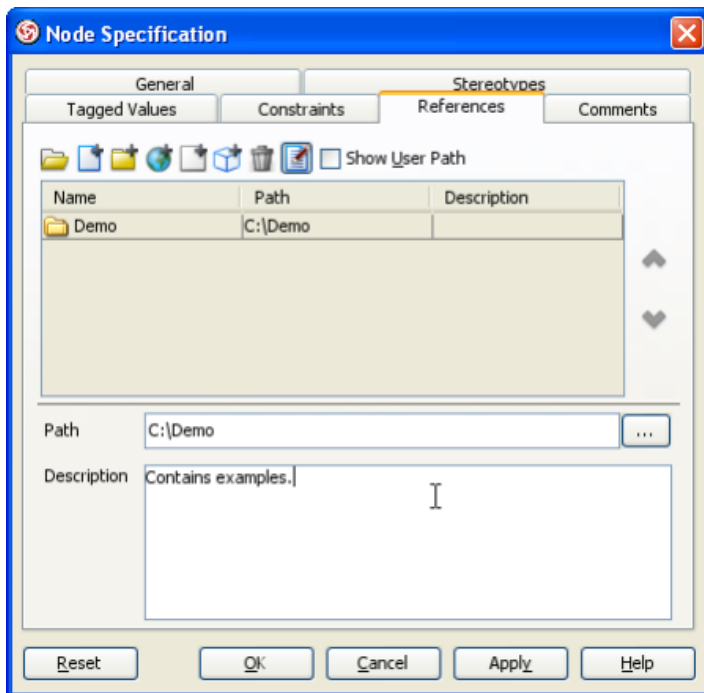 Node Specification
General Stereotypes
Tagged Values Constraints References Comments
Show User Path
Name Path Description
Demo C:\Demo
Path C:\Demo ...
Description Contains examples.
Reset OK Cancel Apply Help